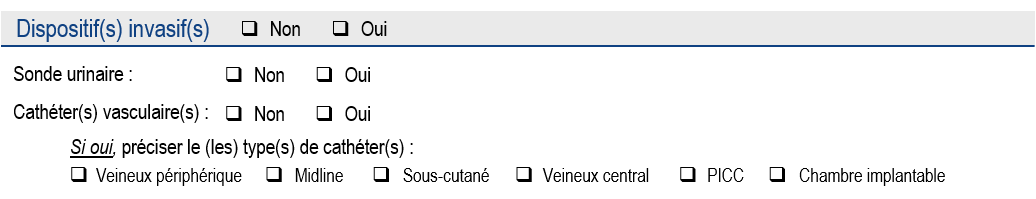 Dispositif(s) invasif(s) ❑ Non ❑ Oui
Sonde urinaire : ❑ Non ❑ Oui
Cathéter(s) vasculaire(s) : ❑ Non ❑ Oui
Si oui, préciser le (les) type(s) de cathéter(s) :
❑ Veineux périphérique ❑ Midline ❑ Sous-cutané ❑ Veineux central ❑ PICC ❑ Chambre implantable